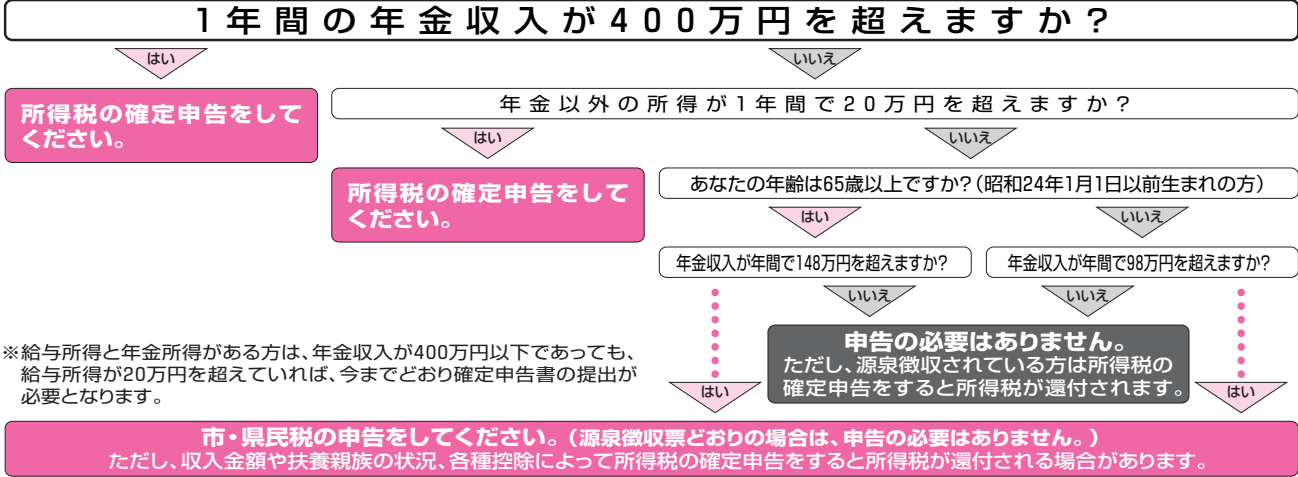 1年間の年金収入が400万円を超えますか？
はい
いいえ
所得税の確定申告をして
ください。
年金以外の所得が1年間で20万円を超えますか？
はい
いいえ
所得税の確定申告をして
ください。
あなたの年齢は65歳以上ですか？（昭和24年1月1日以前生まれの方）
はい
いいえ
年金収入が年間で148万円を超えますか？
年金収入が年間で98万円を超えますか？
いいえ
いいえ
申告の必要はありません。
ただし、源泉徴収されている方は所得税の
確定申告をすると所得税が還付されます。
※給与所得と年金所得がある方は、年金収入が400万円以下であっても、
給与所得が20万円を超えていれば、今までどおり確定申告書の提出が
必要となります。
はい
はい
市・県民税の申告をしてください。（源泉徴収票どおりの場合は、申告の必要はありません。）
ただし、収入金額や扶養親族の状況、各種控除によって所得税の確定申告をすると所得税が還付される場合があります。